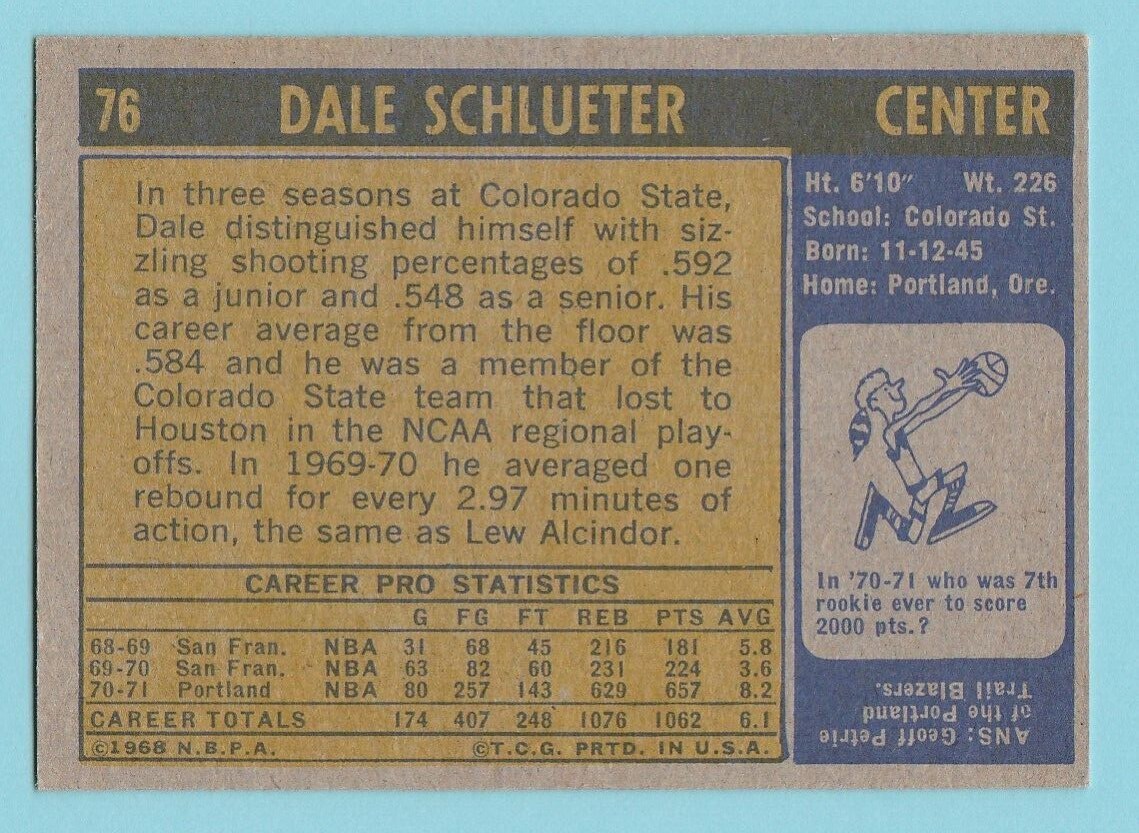 76 DALE SCHLUETER CENTER
In three seasons at Colorado State,
Dale distinguished himself with siz-
zling shooting percentages of .592
as a junior and .548 as a senior. His
career average from the floor was
.584 and he was a member of the
Colorado State team that lost to
Houston in the NCAA regional play-
offs. In 1969-70 he averaged one
rebound for every 2.97 minutes of
action, the same as Lew Alcindor.
CAREER PRO STATISTICS
G FG FT REB PTS AVG
68-69 San Fran. NBA 31 68 45 216 181 5.8
69-70 San Fran. NBA 63 82 60 231 224 3.6
70-71 Portland NBA 80 257 143 629 657 8.2
CAREER TOTALS 174 407 248 1076 1062 6.1
©1968 N.B.P.A. ©T.C.G. PRTD. IN U.S.A.
Ht. 6'10" Wt. 226
School: Colorado St.
Born: 11-12-45
Home: Portland, Ore.
In '70-71 who was 7th
rookie ever to score
2000 pts.?
ANS: Geoff Petrie
of the Portland
Trail Blazers.